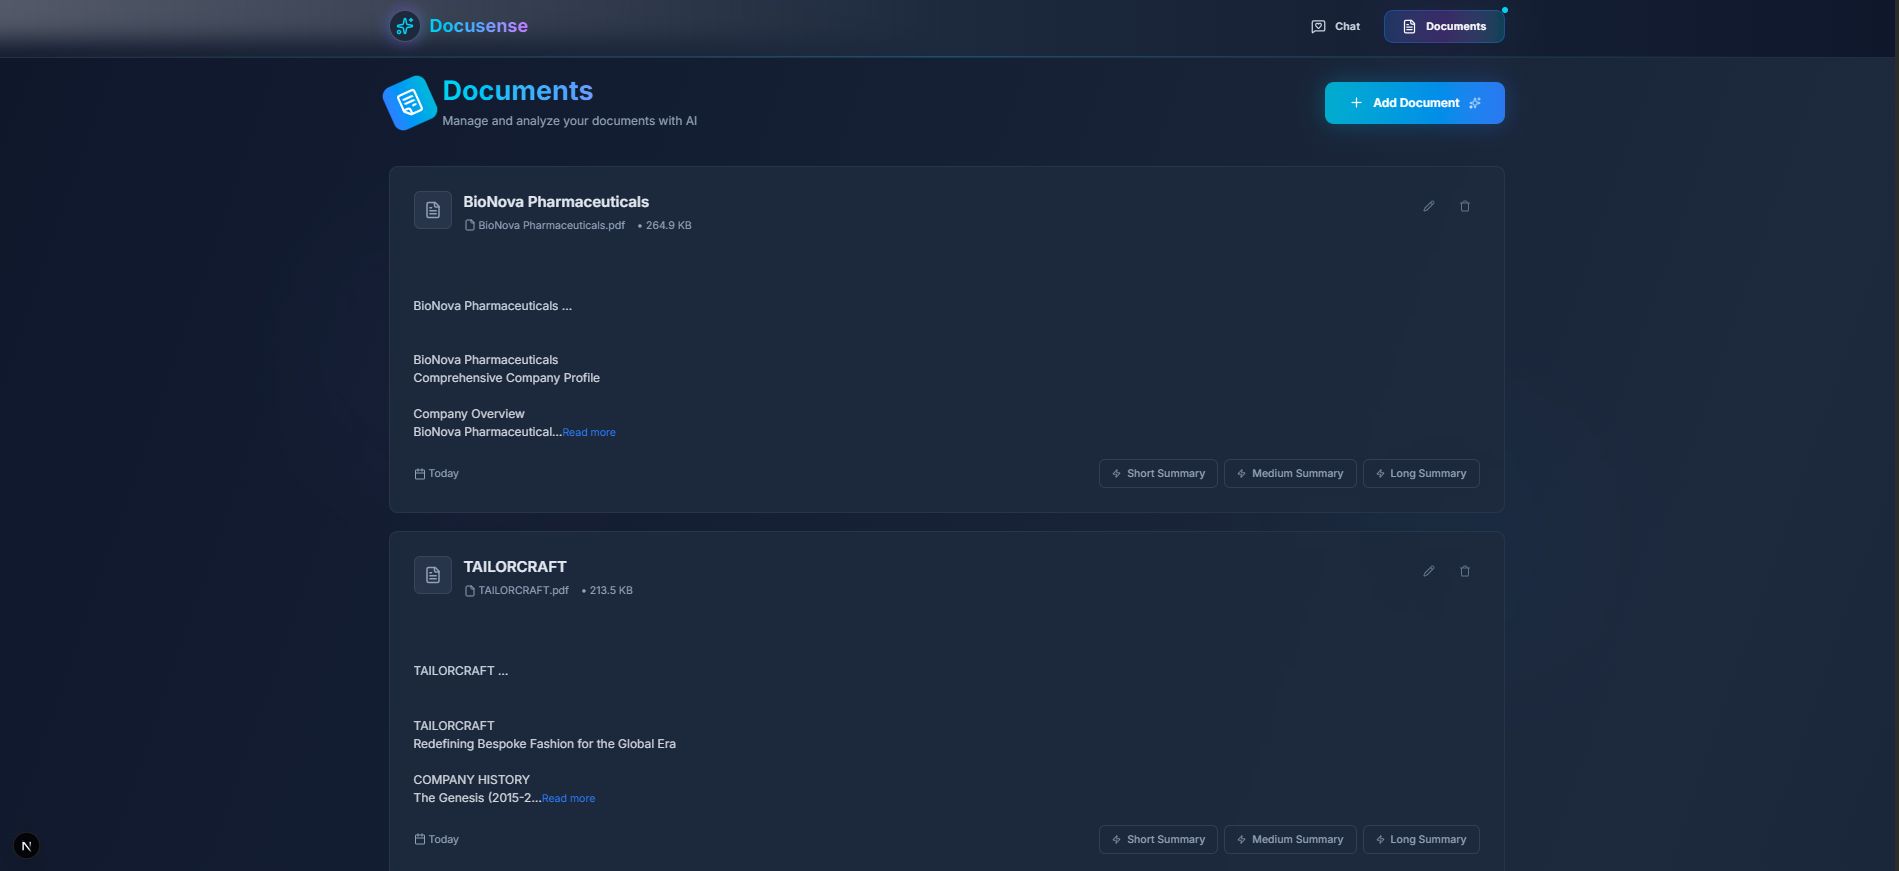 Docusense
Chat
Documents
Documents
Manage and analyze your documents with AI
+ Add Document
BioNova Pharmaceuticals
BioNova Pharmaceuticals.pdf • 264.9 KB
BioNova Pharmaceuticals ...
BioNova Pharmaceuticals
Comprehensive Company Profile
Company Overview
BioNova Pharmaceutical...Read more
Today
Short Summary
Medium Summary
Long Summary
TAILORCRAFT
TAILORCRAFT.pdf • 213.5 KB
TAILORCRAFT ...
TAILORCRAFT
Redefining Bespoke Fashion for the Global Era
COMPANY HISTORY
The Genesis (2015-2...Read more
Today
Short Summary
Medium Summary
Long Summary
N